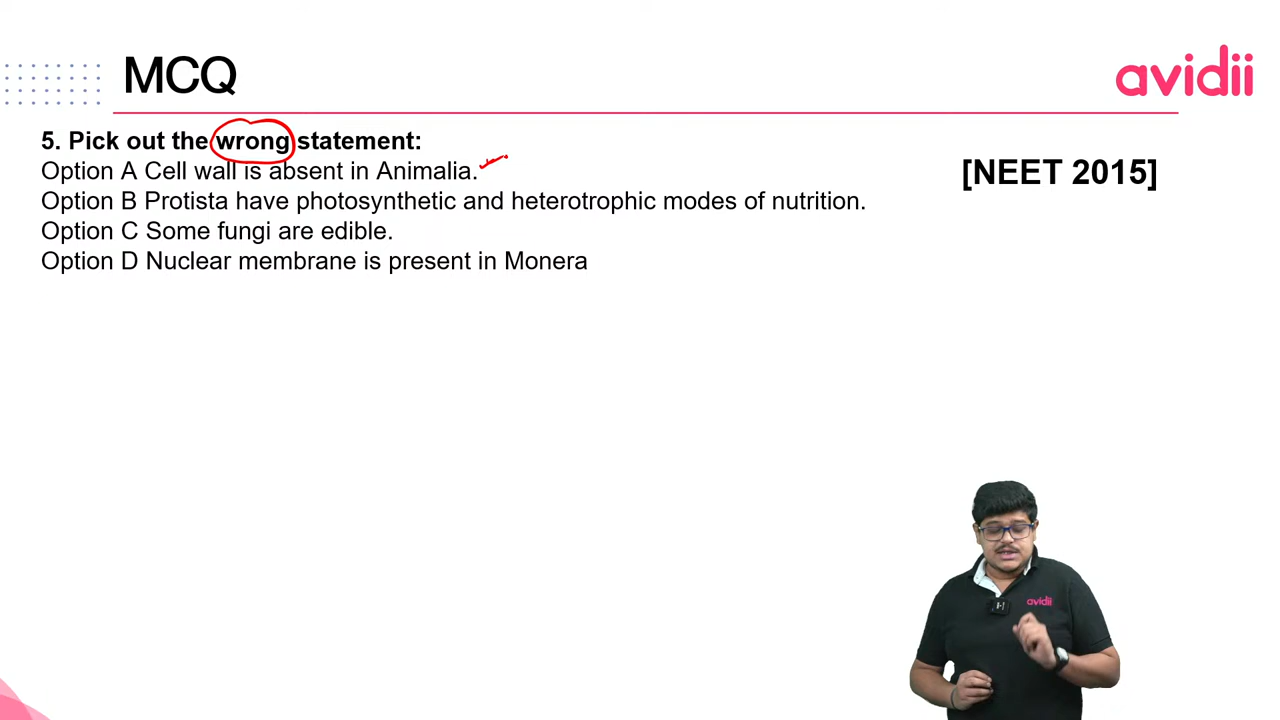 MCQ
avidii
5. Pick out the wrong statement:
Option A Cell wall is absent in Animalia.
[NEET 2015]
Option B Protista have photosynthetic and heterotrophic modes of nutrition.
Option C Some fungi are edible.
Option D Nuclear membrane is present in Monera
avidii